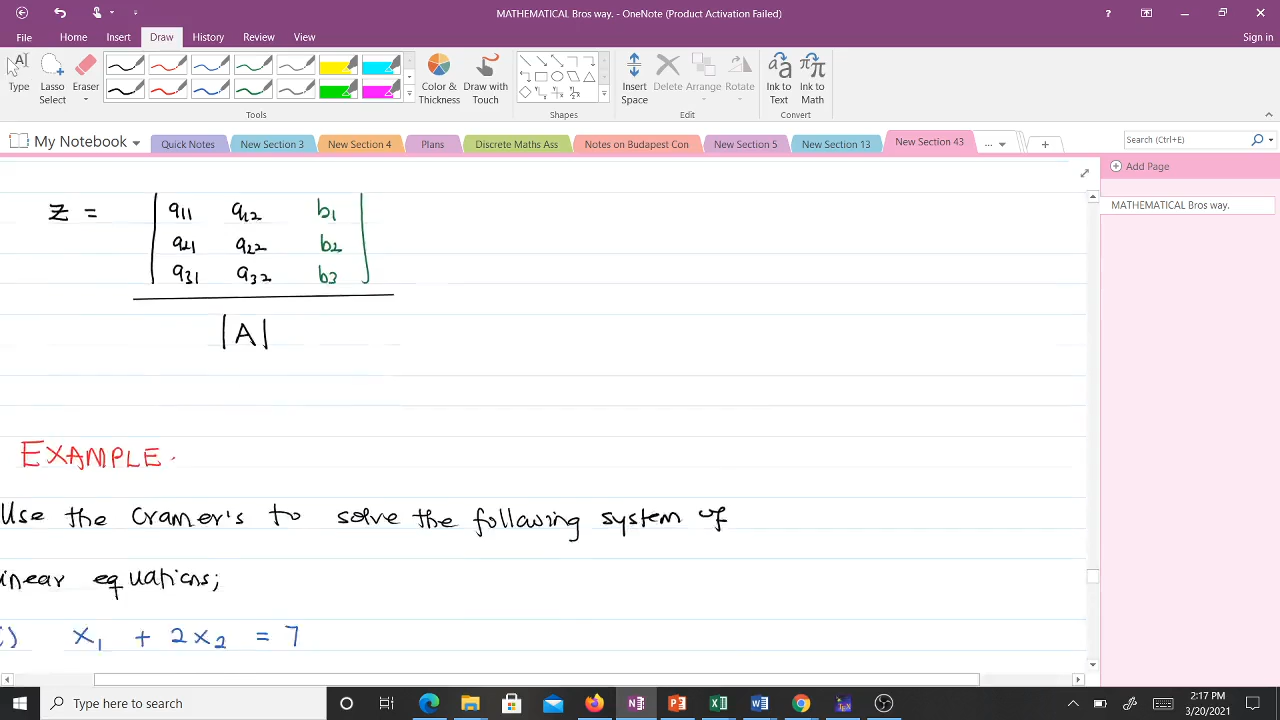 MATHEMATICAL Bros way. - OneNote (Product Activation Failed)
File Home Insert Draw History Review View Sign in
Type Lasso Select Eraser Color & Thickness Draw with Touch Insert Space Delete Arrange Rotate Ink to Text Ink to Math
Tools Shapes Edit Convert
My Notebook Quick Notes New Section 3 New Section 4 Plans Discrete Maths Ass Notes on Budapest Con New Section 5 New Section 13 New Section 43 ... Search (Ctrl+E)
Add Page
MATHEMATICAL Bros way.
Z = a11 a12 b1
a21 a22 b2
a31 a32 b3
|A|
EXAMPLE.
Use the Cramer's to solve the following system of
inear equations;
x1 + 2x2 = 7
Type here to search
2:17 PM
3/20/2021